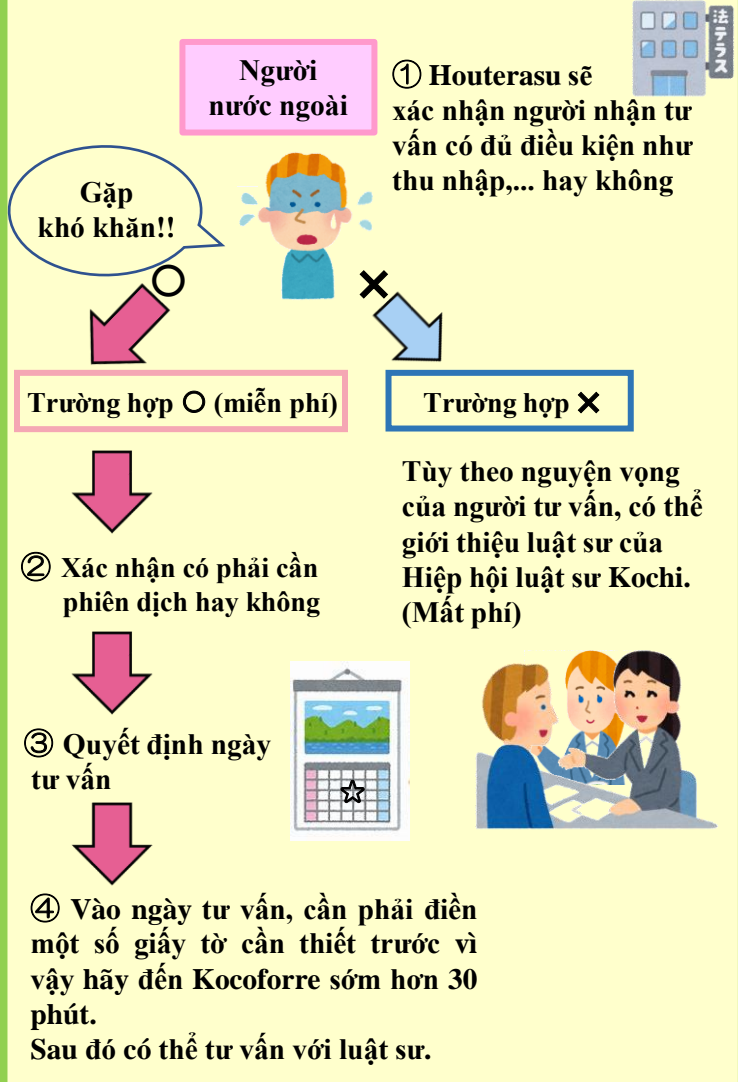 Người
nước ngoài
法テラス
① Houterasu sẽ
xác nhận người nhận tư
vấn có đủ điều kiện như
thu nhập,... hay không
Gặp
khó khăn!!
○
×
Trường hợp ○ (miễn phí)
Trường hợp ×
Tùy theo nguyện vọng
của người tư vấn, có thể
giới thiệu luật sư của
Hiệp hội luật sư Kochi.
(Mất phí)
② Xác nhận có phải cần
phiên dịch hay không
③ Quyết định ngày
tư vấn
④ Vào ngày tư vấn, cần phải điền
một số giấy tờ cần thiết trước vì
vậy hãy đến Kocoforre sớm hơn 30
phút.
Sau đó có thể tư vấn với luật sư.